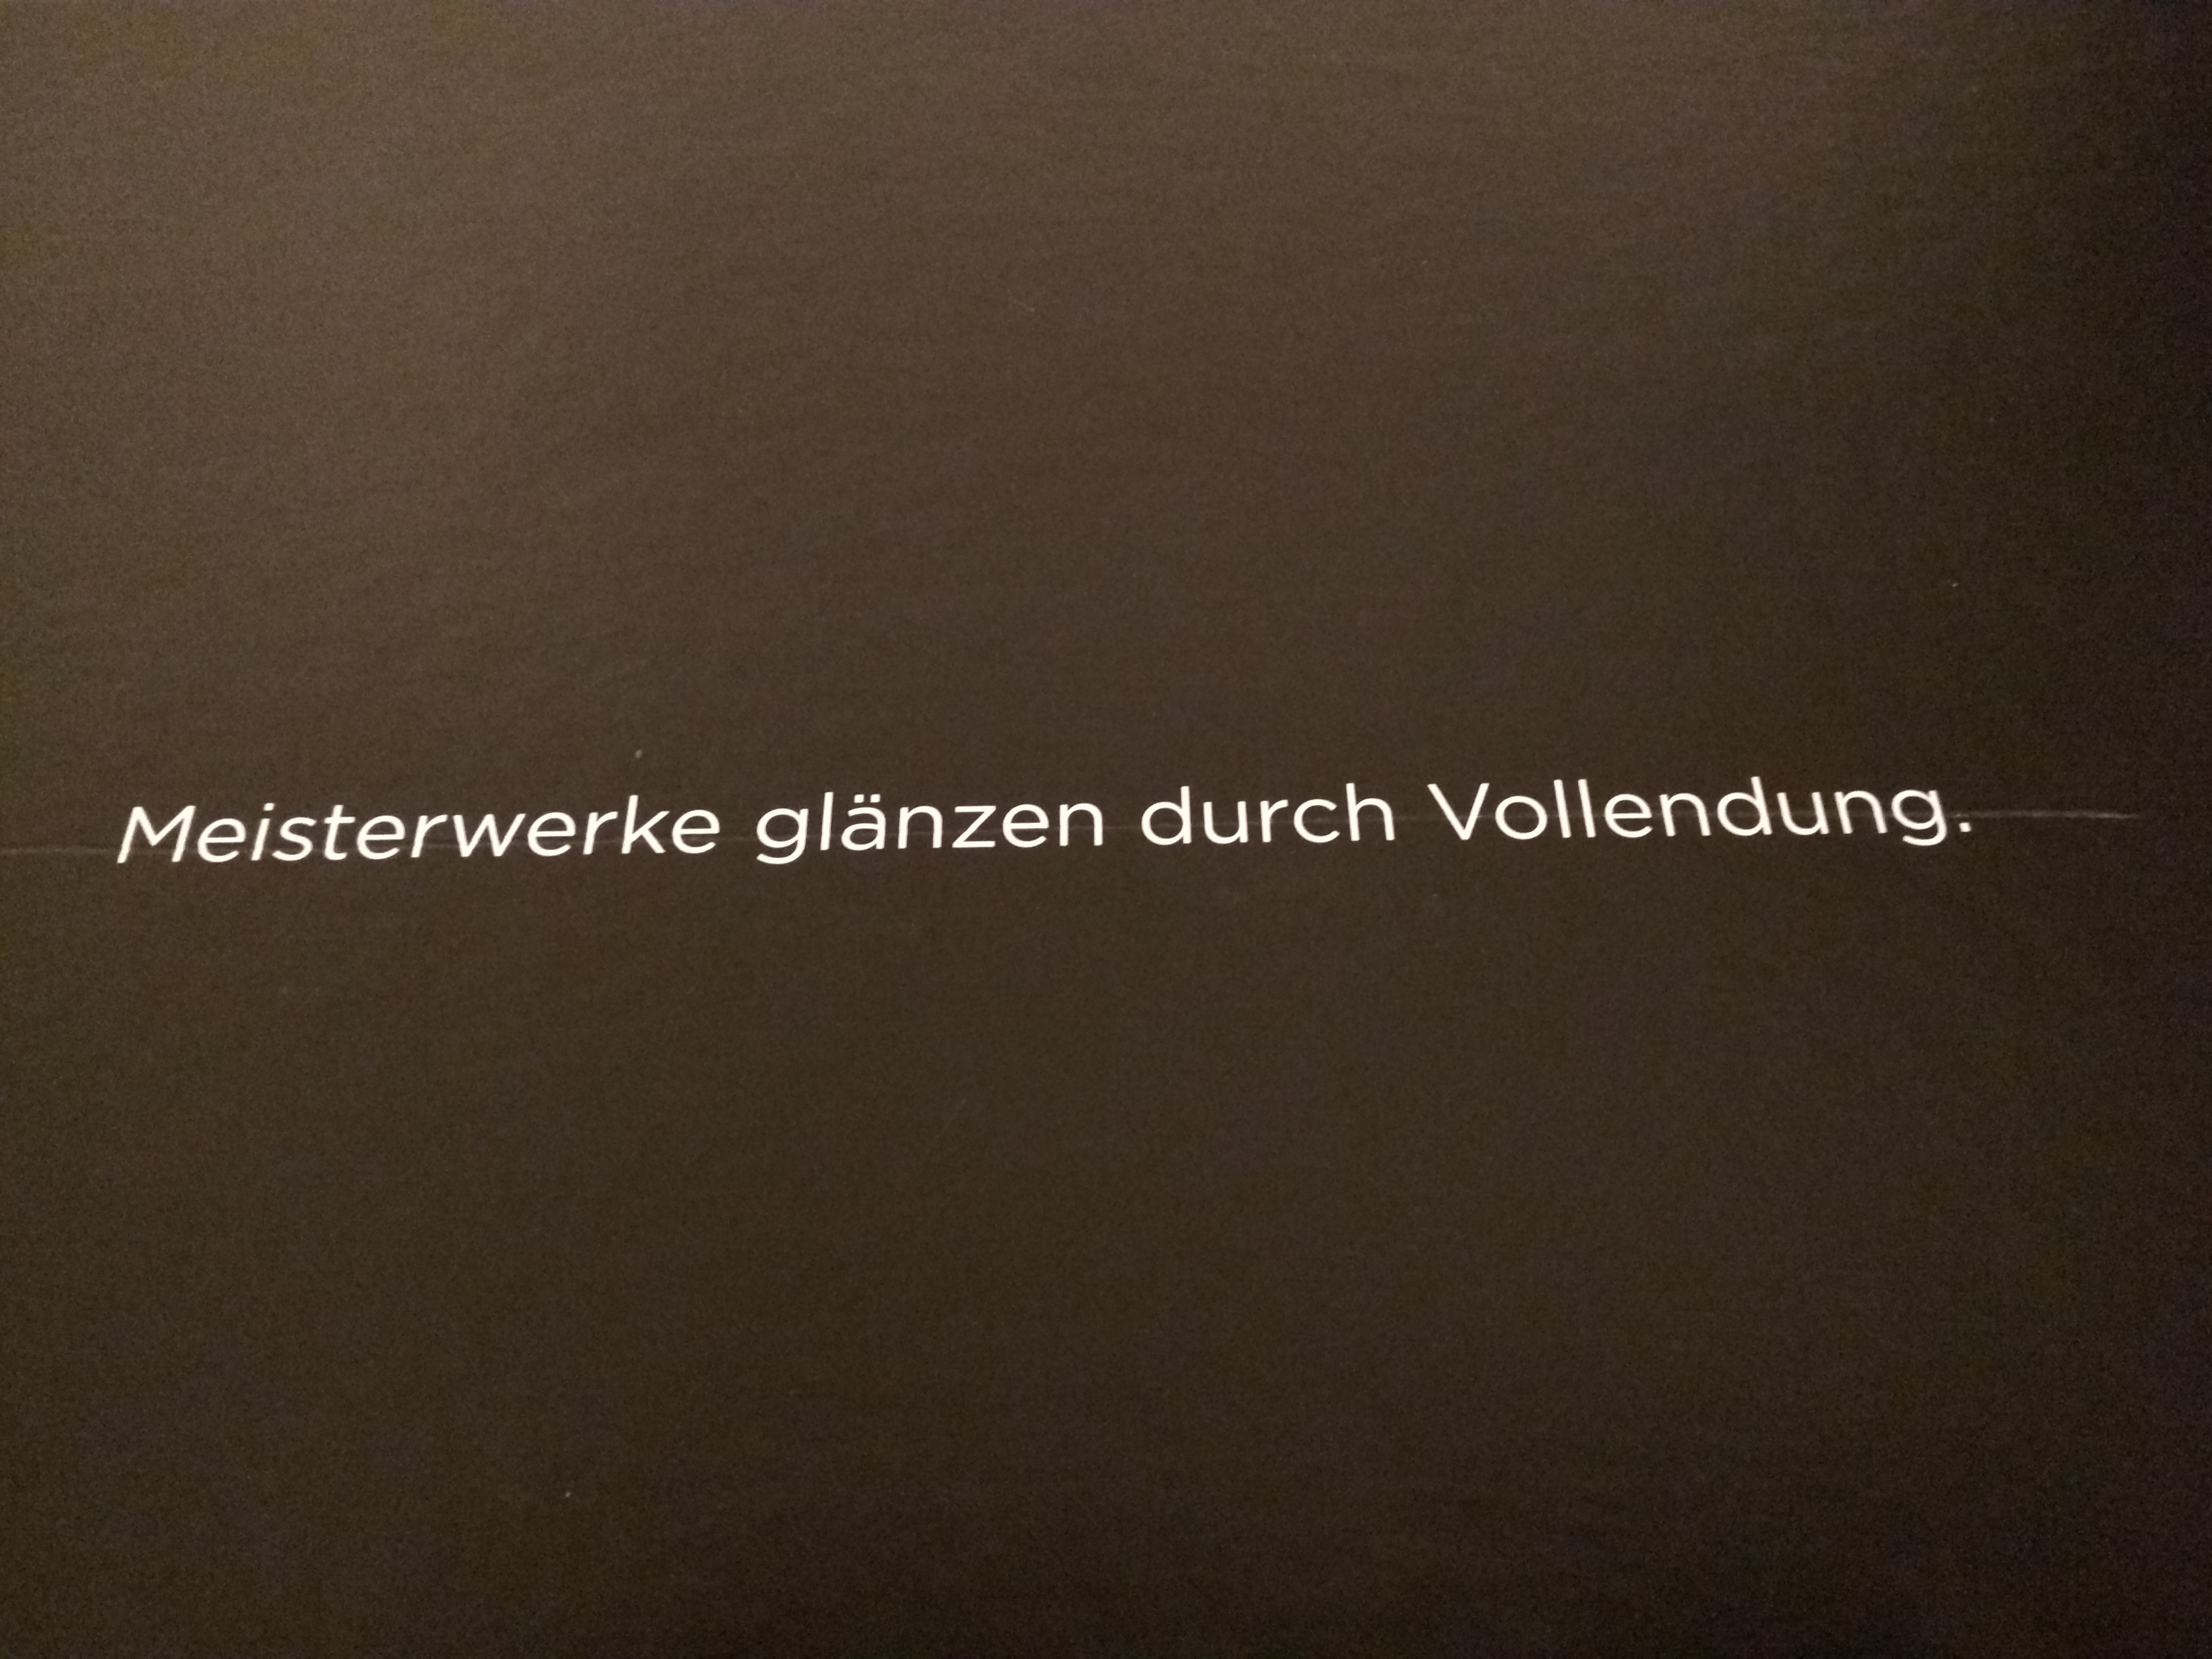 Meisterwerke glänzen durch Vollendung.